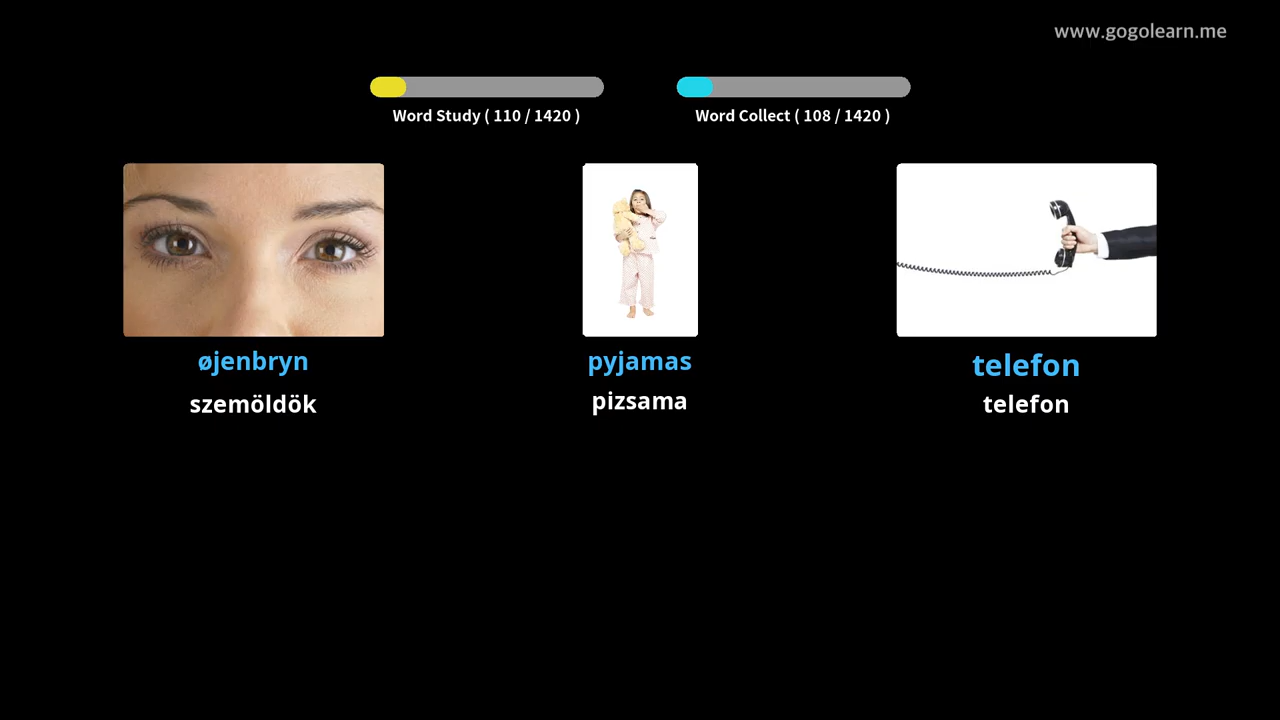 www.gogolearn.me
Word Study ( 110 / 1420 )
Word Collect ( 108 / 1420 )
øjenbryn
szemöldök
pyjamas
pizsama
telefon
telefon